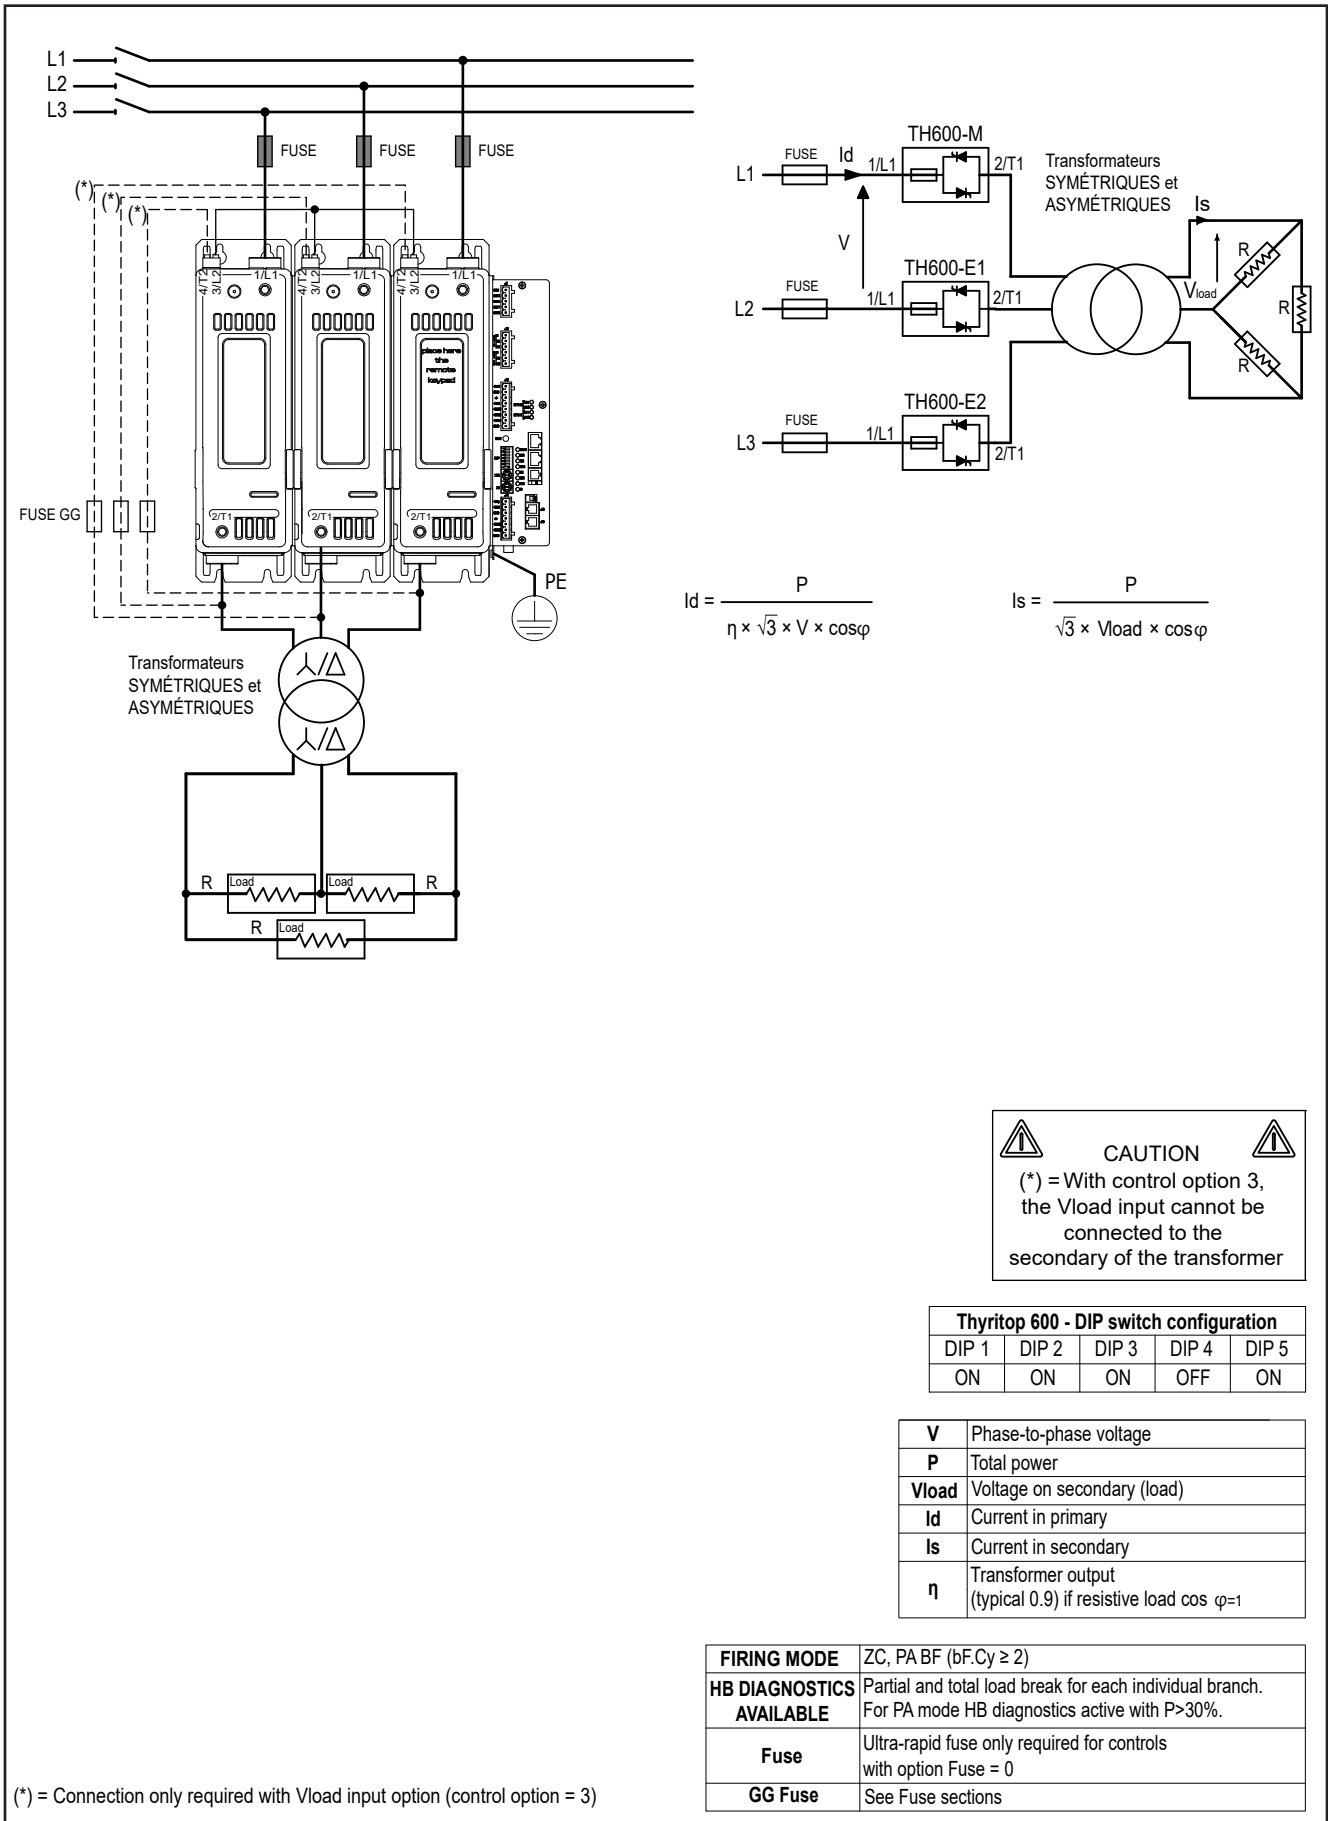 L1
L2
L3
FUSE
FUSE
FUSE
(*)
(*)
(*)
4/T2
3/L2
1/L1
4/T2
3/L2
1/L1
4/T2
3/L2
1/L1
place here
the
remote
keypad
FUSE GG
2/T1
2/T1
2/T1
PE
Transformateurs
SYMÉTRIQUES et
ASYMÉTRIQUES
R
Load
Load
R
R
Load
TH600-M
L1
FUSE
Id
1/L1
2/T1
V
TH600-E1
L2
FUSE
1/L1
2/T1
TH600-E2
L3
FUSE
1/L1
2/T1
Transformateurs
SYMÉTRIQUES et
ASYMÉTRIQUES
Is
Vload
R
R
R
Id = P / η × √3 × V × cosφ
Is = P / √3 × Vload × cosφ
CAUTION
(*) = With control option 3,
the Vload input cannot be
connected to the
secondary of the transformer
Thyritop 600 - DIP switch configuration
DIP 1 DIP 2 DIP 3 DIP 4 DIP 5
ON ON ON OFF ON
V Phase-to-phase voltage
P Total power
Vload Voltage on secondary (load)
Id Current in primary
Is Current in secondary
η Transformer output
(typical 0.9) if resistive load cos φ=1
FIRING MODE ZC, PA BF (bF.Cy ≥ 2)
HB DIAGNOSTICS AVAILABLE Partial and total load break for each individual branch.
For PA mode HB diagnostics active with P>30%.
Fuse Ultra-rapid fuse only required for controls
with option Fuse = 0
GG Fuse See Fuse sections
(*) = Connection only required with Vload input option (control option = 3)